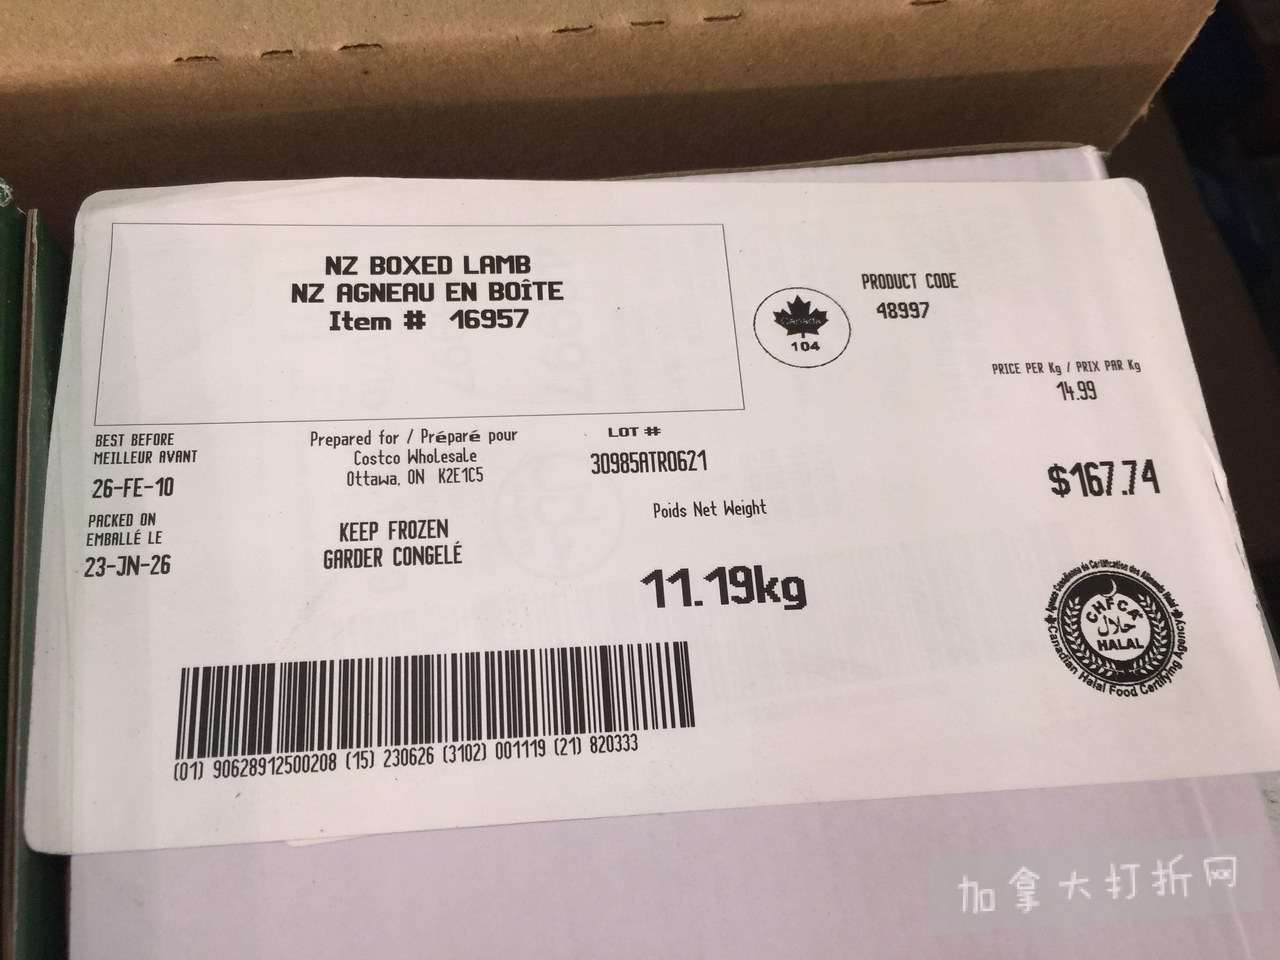 NZ BOXED LAMB
NZ AGNEAU EN BOÎTE
Item # 16957
Canada
104
PRODUCT CODE
48997
PRICE PER Kg / PRIX PAR Kg
14.99
BEST BEFORE
MEILLEUR AVANT
26-FE-10
PACKED ON
EMBALLÉ LE
23-JN-26
Prepared for / Préparé pour
Costco Wholesale
Ottawa, ON K2E1C5
KEEP FROZEN
GARDER CONGELÉ
LOT #
30985ATR0621
Poids Net Weight
11.19kg
$167.74
CHFCA
حلال
HALAL
Canadian Halal Food Certifying Agency
(01) 90628912500208 (15) 230626 (3102) 001119 (21) 820333
加拿大打折网